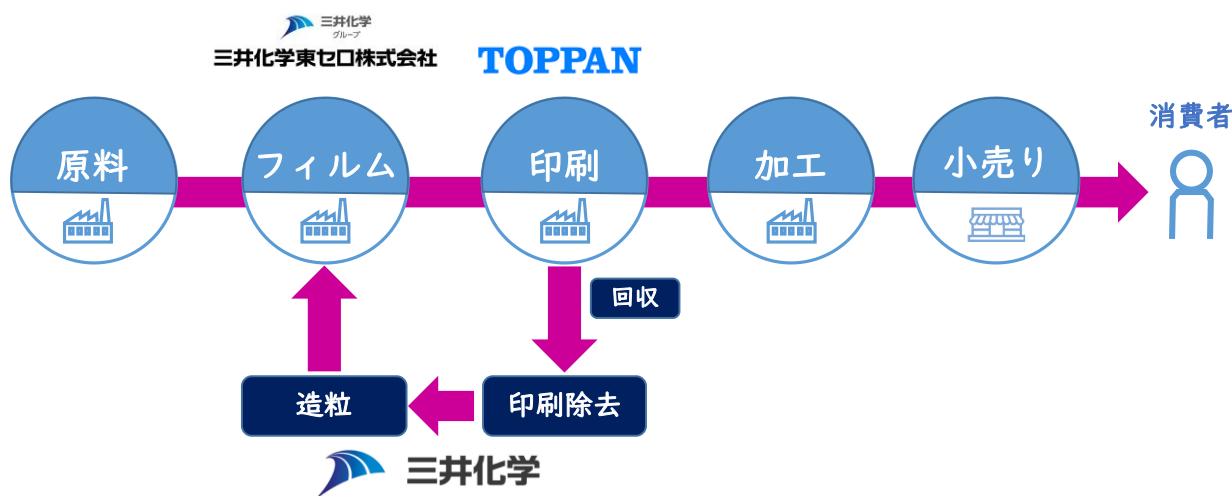 三井化学
グループ
三井化学東セロ株式会社
TOPPAN
消費者
原料
フィルム
印刷
加工
小売り
回収
造粒
印刷除去
三井化学